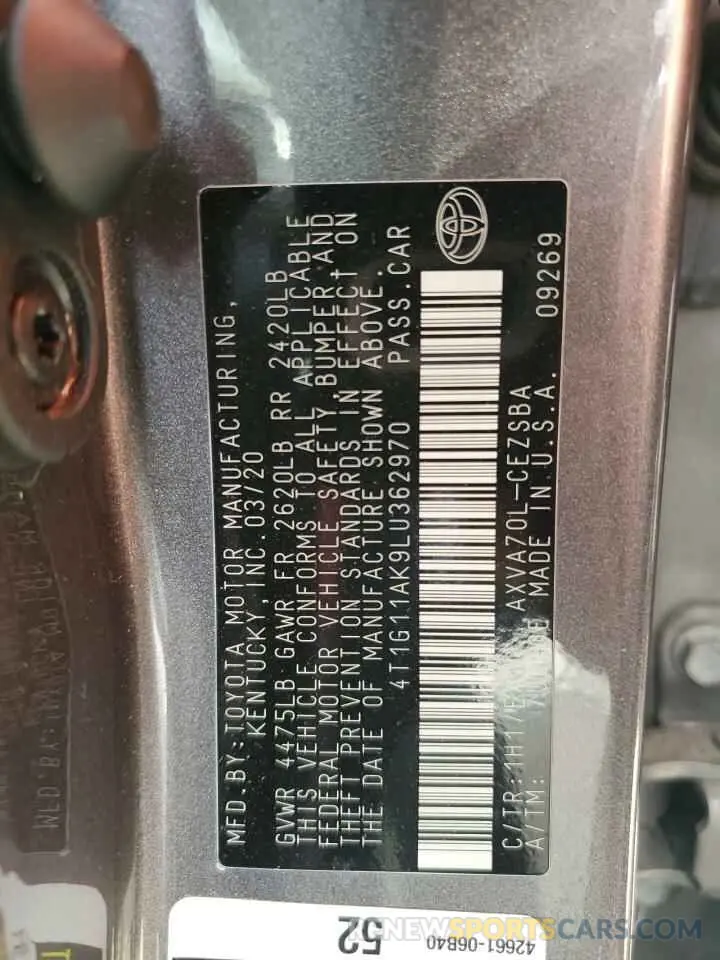 MFD.BY:TOYOTA MOTOR MANUFACTURING,
KENTUCKY, INC.03/20
GVWR 4475LB GAWR FR 2620LB RR 2420LB
THIS VEHICLE CONFORMS TO ALL APPLICABLE
FEDERAL MOTOR VEHICLE SAFETY,BUMPER,AND
THEFT PREVENTION STANDARDS IN EFFECT ON
THE DATE OF MANUFACTURE SHOWN ABOVE.
4T1G11AK9LU362970 PASS.CAR
C/TR:1H1/E AXVA70L-CEZSBA
A/TM: MADE IN U.S.A. 09269
52
42661-06B40
NEWSPORTSCARS.COM